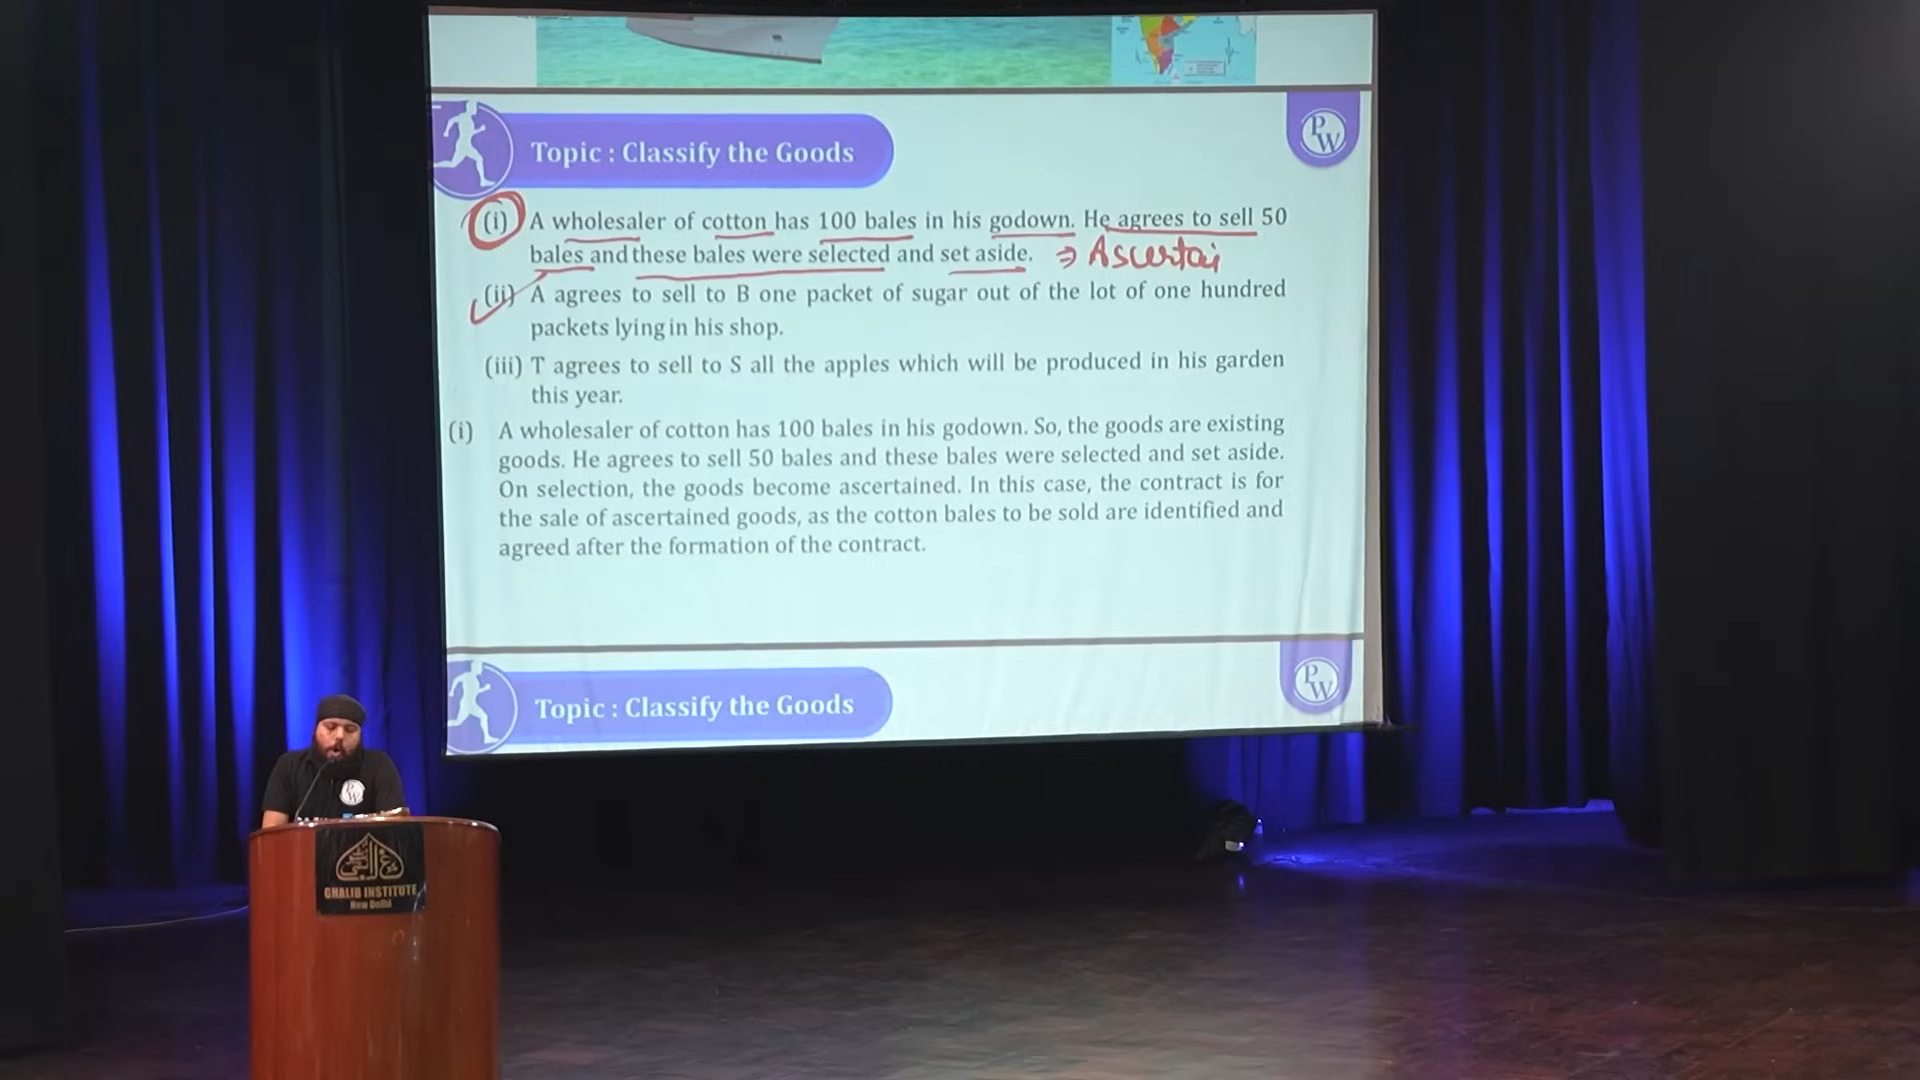 Topic : Classify the Goods
PW
(i) A wholesaler of cotton has 100 bales in his godown. He agrees to sell 50
bales and these bales were selected and set aside. ⇒ Ascertai
(ii) A agrees to sell to B one packet of sugar out of the lot of one hundred
packets lying in his shop.
(iii) T agrees to sell to S all the apples which will be produced in his garden
this year.
(i) A wholesaler of cotton has 100 bales in his godown. So, the goods are existing
goods. He agrees to sell 50 bales and these bales were selected and set aside.
On selection, the goods become ascertained. In this case, the contract is for
the sale of ascertained goods, as the cotton bales to be sold are identified and
agreed after the formation of the contract.
Topic : Classify the Goods
PW
PW
GHALIB INSTITUTE
New Delhi